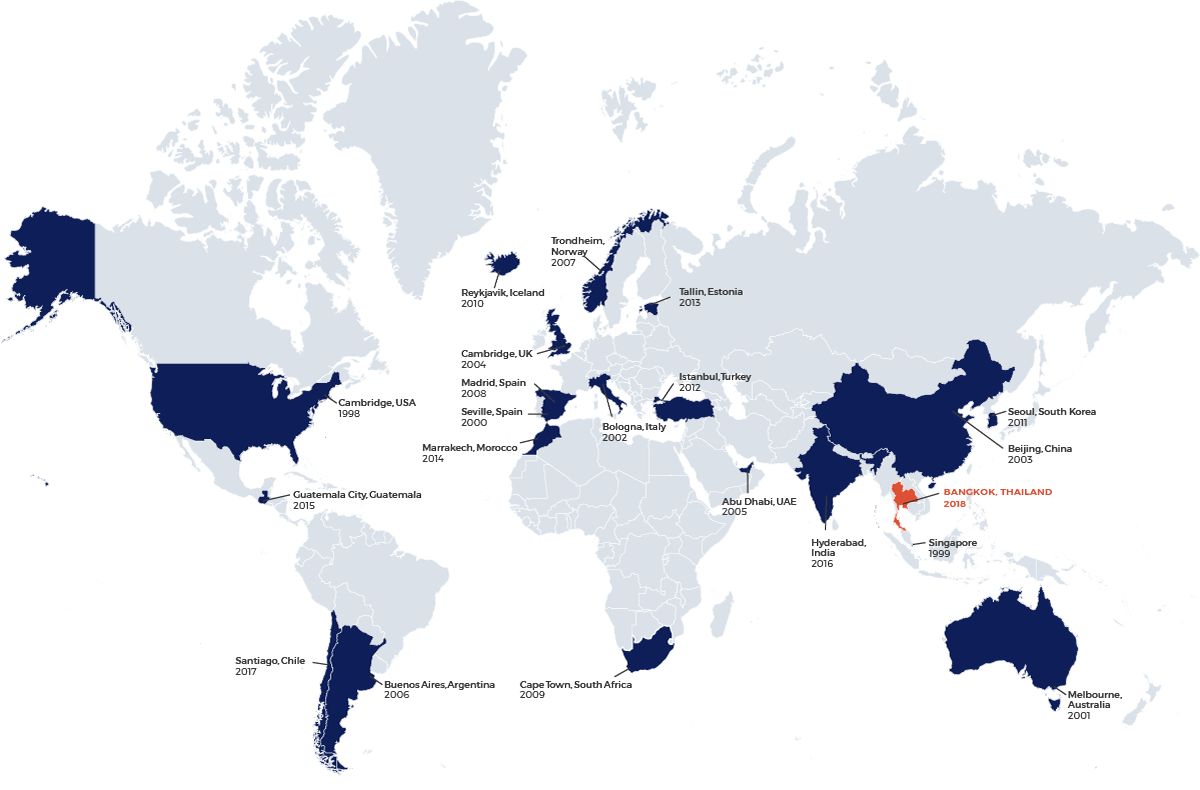 Trondheim,
Norway
2007
Reykjavik, Iceland
2010
Tallin, Estonia
2013
Cambridge, UK
2004
Madrid, Spain
2008
Istanbul, Turkey
2012
Cambridge, USA
1998
Seville, Spain
2000
Seoul, South Korea
2011
Bologna, Italy
2002
Marrakech, Morocco
2014
Beijing, China
2003
Guatemala City, Guatemala
2015
Abu Dhabi, UAE
2005
BANGKOK, THAILAND
2018
Hyderabad,
India
2016
Singapore
1999
Santiago, Chile
2017
Buenos Aires, Argentina
2006
Cape Town, South Africa
2009
Melbourne,
Australia
2001